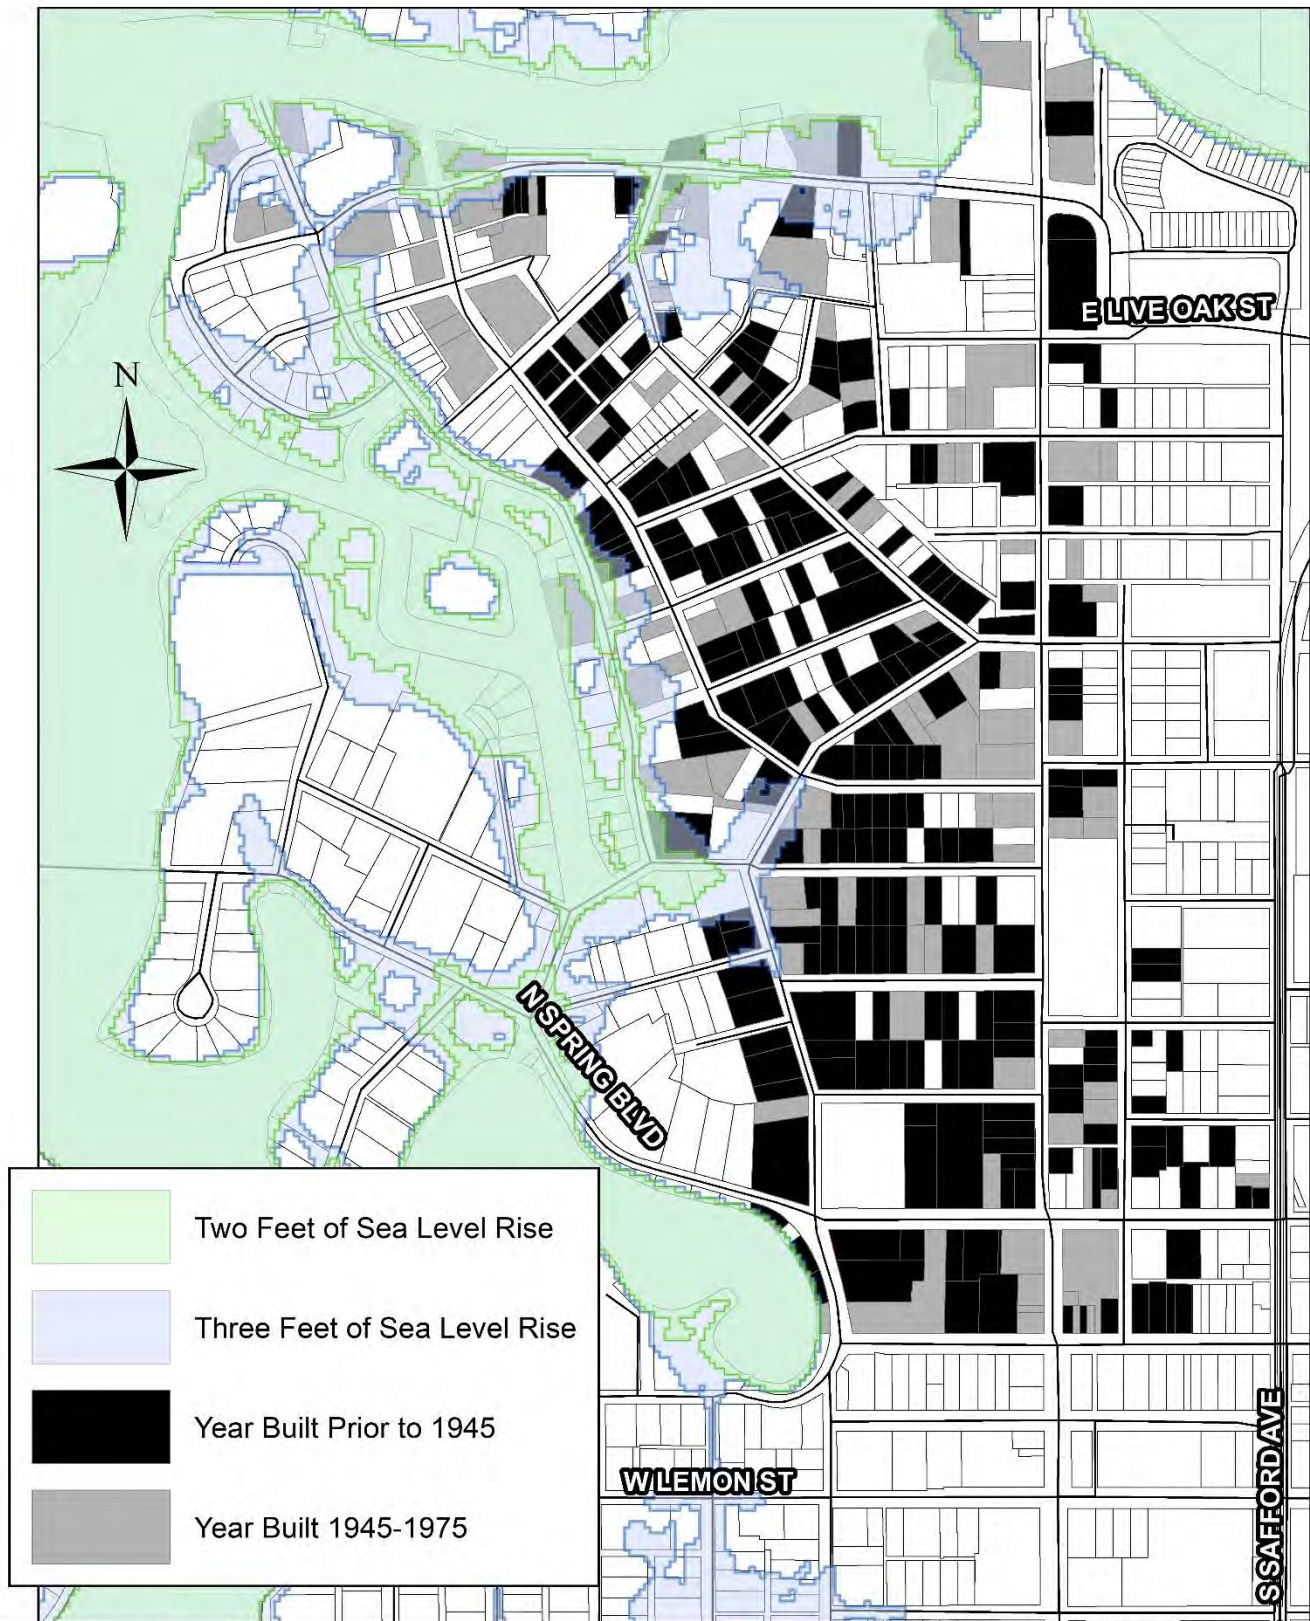 E LIVE OAK ST
N
N SPRING BLVD
Two Feet of Sea Level Rise
Three Feet of Sea Level Rise
Year Built Prior to 1945
Year Built 1945-1975
W LEMON ST
S SAFFORD AVE